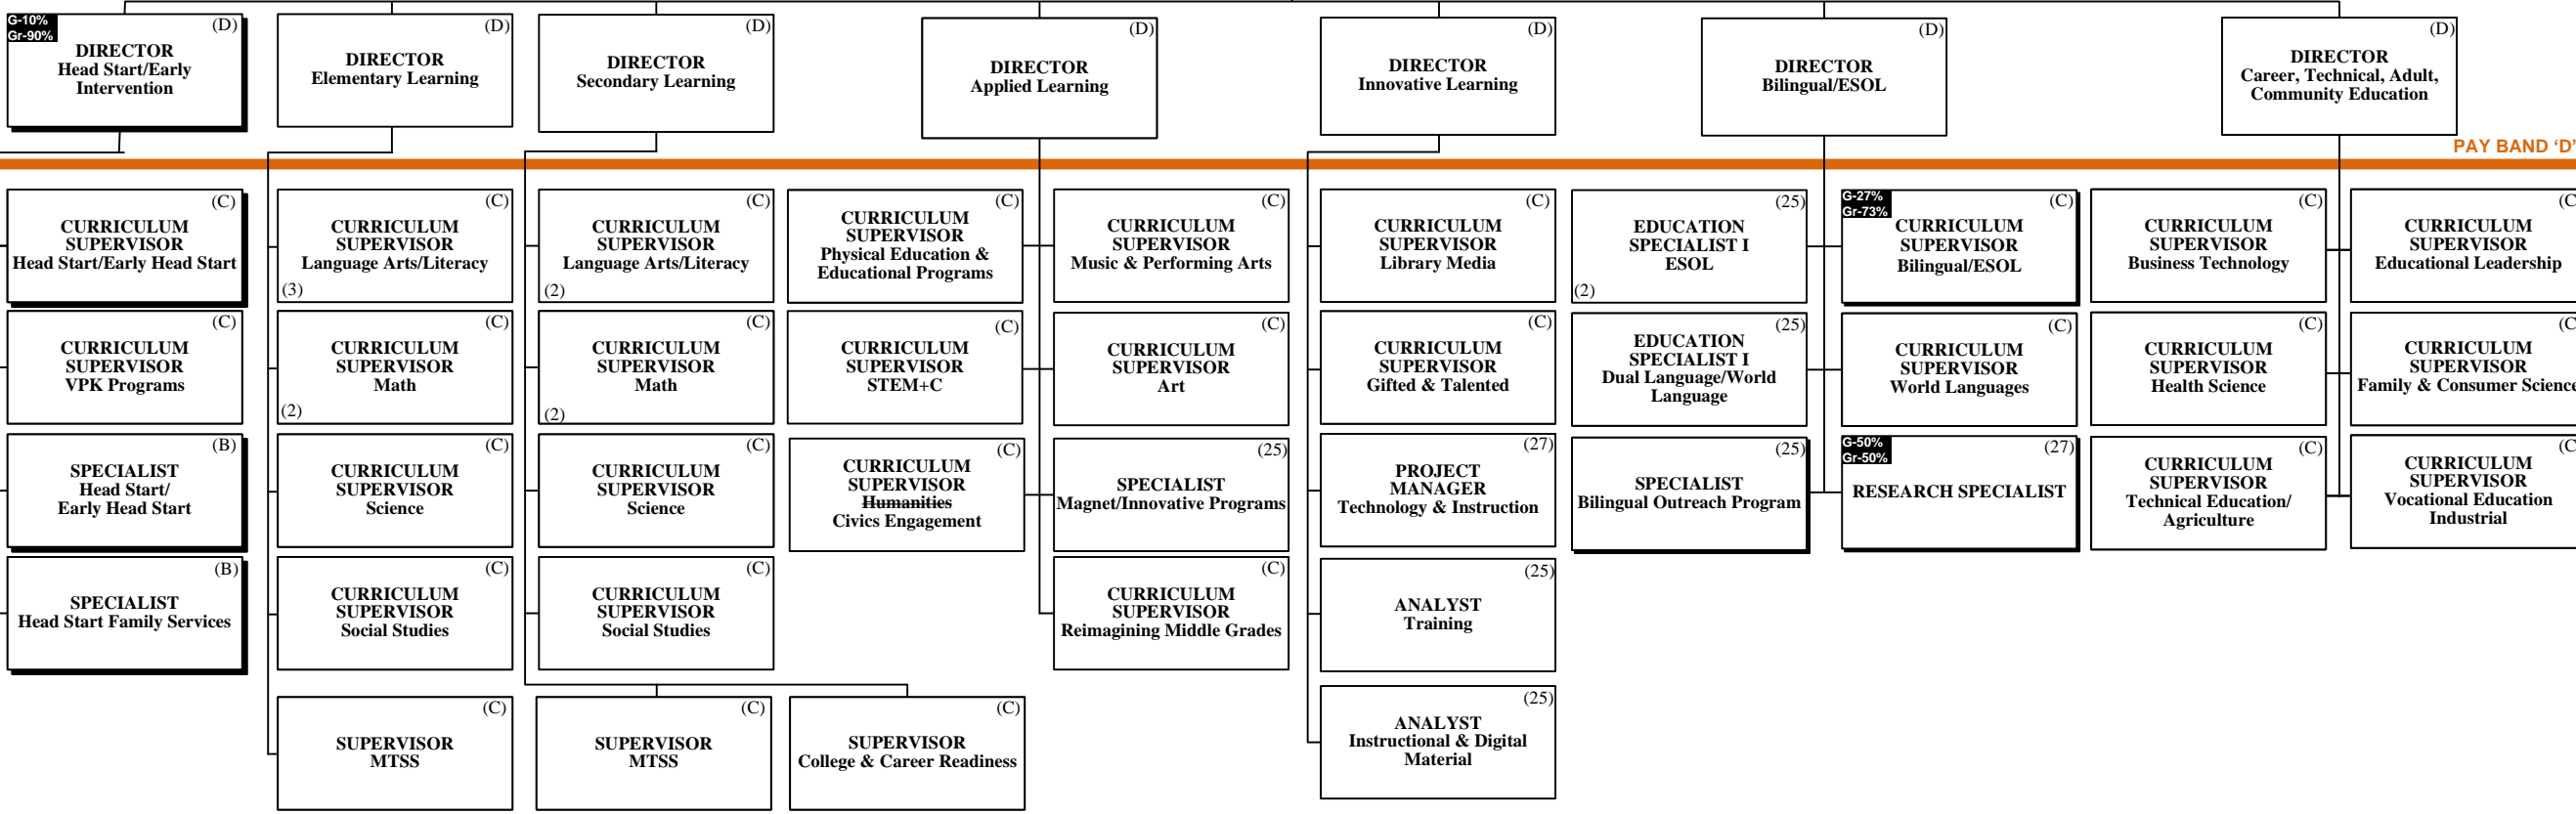 G-10%
Gr-90%
(D)
DIRECTOR
Head Start/Early
Intervention
(D)
DIRECTOR
Elementary Learning
(D)
DIRECTOR
Secondary Learning
(D)
DIRECTOR
Applied Learning
(D)
DIRECTOR
Innovative Learning
(D)
DIRECTOR
Bilingual/ESOL
(D)
DIRECTOR
Career, Technical, Adult,
Community Education
PAY BAND ‘D’
(C)
CURRICULUM
SUPERVISOR
Head Start/Early Head Start
(C)
CURRICULUM
SUPERVISOR
Language Arts/Literacy
(3)
(C)
CURRICULUM
SUPERVISOR
Language Arts/Literacy
(2)
(C)
CURRICULUM
SUPERVISOR
Physical Education &
Educational Programs
(C)
CURRICULUM
SUPERVISOR
Music & Performing Arts
(C)
CURRICULUM
SUPERVISOR
Library Media
(25)
EDUCATION
SPECIALIST I
ESOL
(2)
G-27%
Gr-73%
(C)
CURRICULUM
SUPERVISOR
Bilingual/ESOL
(C)
CURRICULUM
SUPERVISOR
Business Technology
(C
CURRICULUM
SUPERVISOR
Educational Leadership
(C)
CURRICULUM
SUPERVISOR
VPK Programs
(C)
CURRICULUM
SUPERVISOR
Math
(2)
(C)
CURRICULUM
SUPERVISOR
Math
(2)
(C)
CURRICULUM
SUPERVISOR
STEM+C
(C)
CURRICULUM
SUPERVISOR
Art
(C)
CURRICULUM
SUPERVISOR
Gifted & Talented
(25)
EDUCATION
SPECIALIST I
Dual Language/World
Language
(C)
CURRICULUM
SUPERVISOR
World Languages
(C)
CURRICULUM
SUPERVISOR
Health Science
(C
CURRICULUM
SUPERVISOR
Family & Consumer Science
(B)
SPECIALIST
Head Start/
Early Head Start
(C)
CURRICULUM
SUPERVISOR
Science
(C)
CURRICULUM
SUPERVISOR
Science
(C)
CURRICULUM
SUPERVISOR
Humanities
Civics Engagement
(25)
SPECIALIST
Magnet/Innovative Programs
(27)
PROJECT
MANAGER
Technology & Instruction
(25)
SPECIALIST
Bilingual Outreach Program
G-50%
Gr-50%
(27)
RESEARCH SPECIALIST
(C)
CURRICULUM
SUPERVISOR
Technical Education/
Agriculture
(C
CURRICULUM
SUPERVISOR
Vocational Education
Industrial
(B)
SPECIALIST
Head Start Family Services
(C)
CURRICULUM
SUPERVISOR
Social Studies
(C)
CURRICULUM
SUPERVISOR
Social Studies
(C)
CURRICULUM
SUPERVISOR
Reimagining Middle Grades
(25)
ANALYST
Training
(C)
SUPERVISOR
MTSS
(C)
SUPERVISOR
MTSS
(C)
SUPERVISOR
College & Career Readiness
(25)
ANALYST
Instructional & Digital
Material